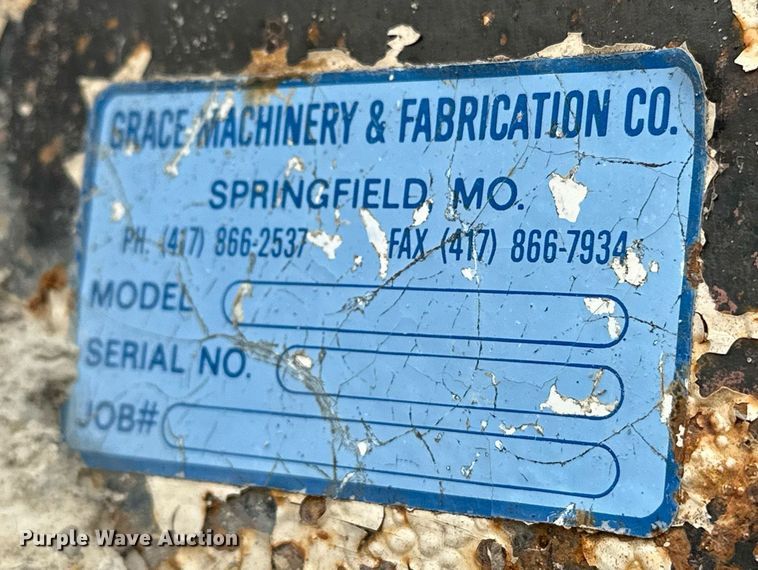 GRACE MACHINERY & FABRICATION CO.
SPRINGFIELD, MO.
PH. (417) 866-2537 FAX (417) 866-7934
MODEL
SERIAL NO.
JOB#
Purple Wave Auction